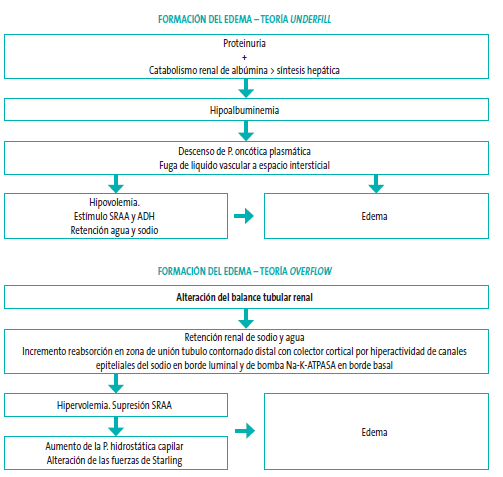 FORMACIÓN DEL EDEMA – TEORÍA UNDERFILL
Proteinuria
+
Catabolismo renal de albúmina > síntesis hepática
Hipoalbuminemia
Descenso de P. oncótica plasmática
Fuga de liquido vascular a espacio intersticial
Hipovolemia.
Estímulo SRAA y ADH
Retención agua y sodio
Edema
FORMACIÓN DEL EDEMA – TEORÍA OVERFLOW
Alteración del balance tubular renal
Retención renal de sodio y agua
Incremento reabsorción en zona de unión tubulo contornado distal con colector cortical por hiperactividad de canales
epiteliales del sodio en borde luminal y de bomba Na-K-ATPASA en borde basal
Hipervolemia. Supresión SRAA
Aumento de la P. hidrostática capilar
Alteración de las fuerzas de Starling
Edema